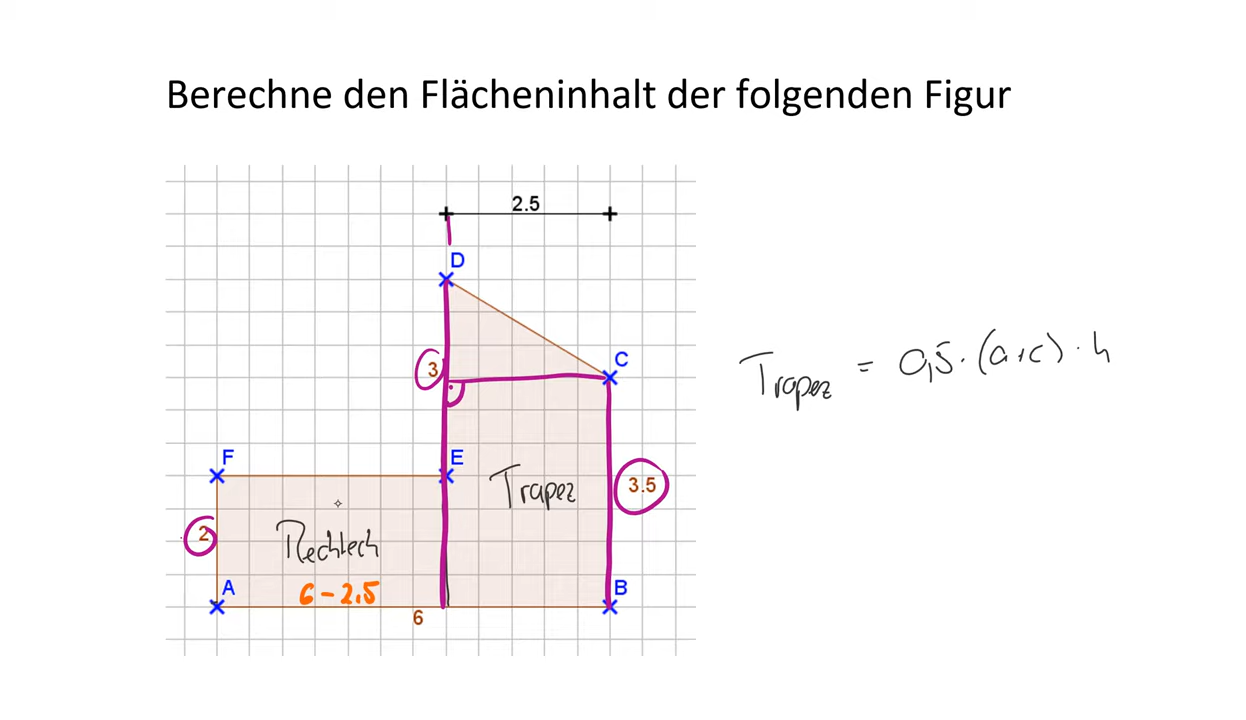 Berechne den Flächeninhalt der folgenden Figur
2.5
D
C
3
Trapez = 0,5 · (a+c) · h
F
E
3.5
Trapez
2
Rechteck
A
6 - 2.5
B
6